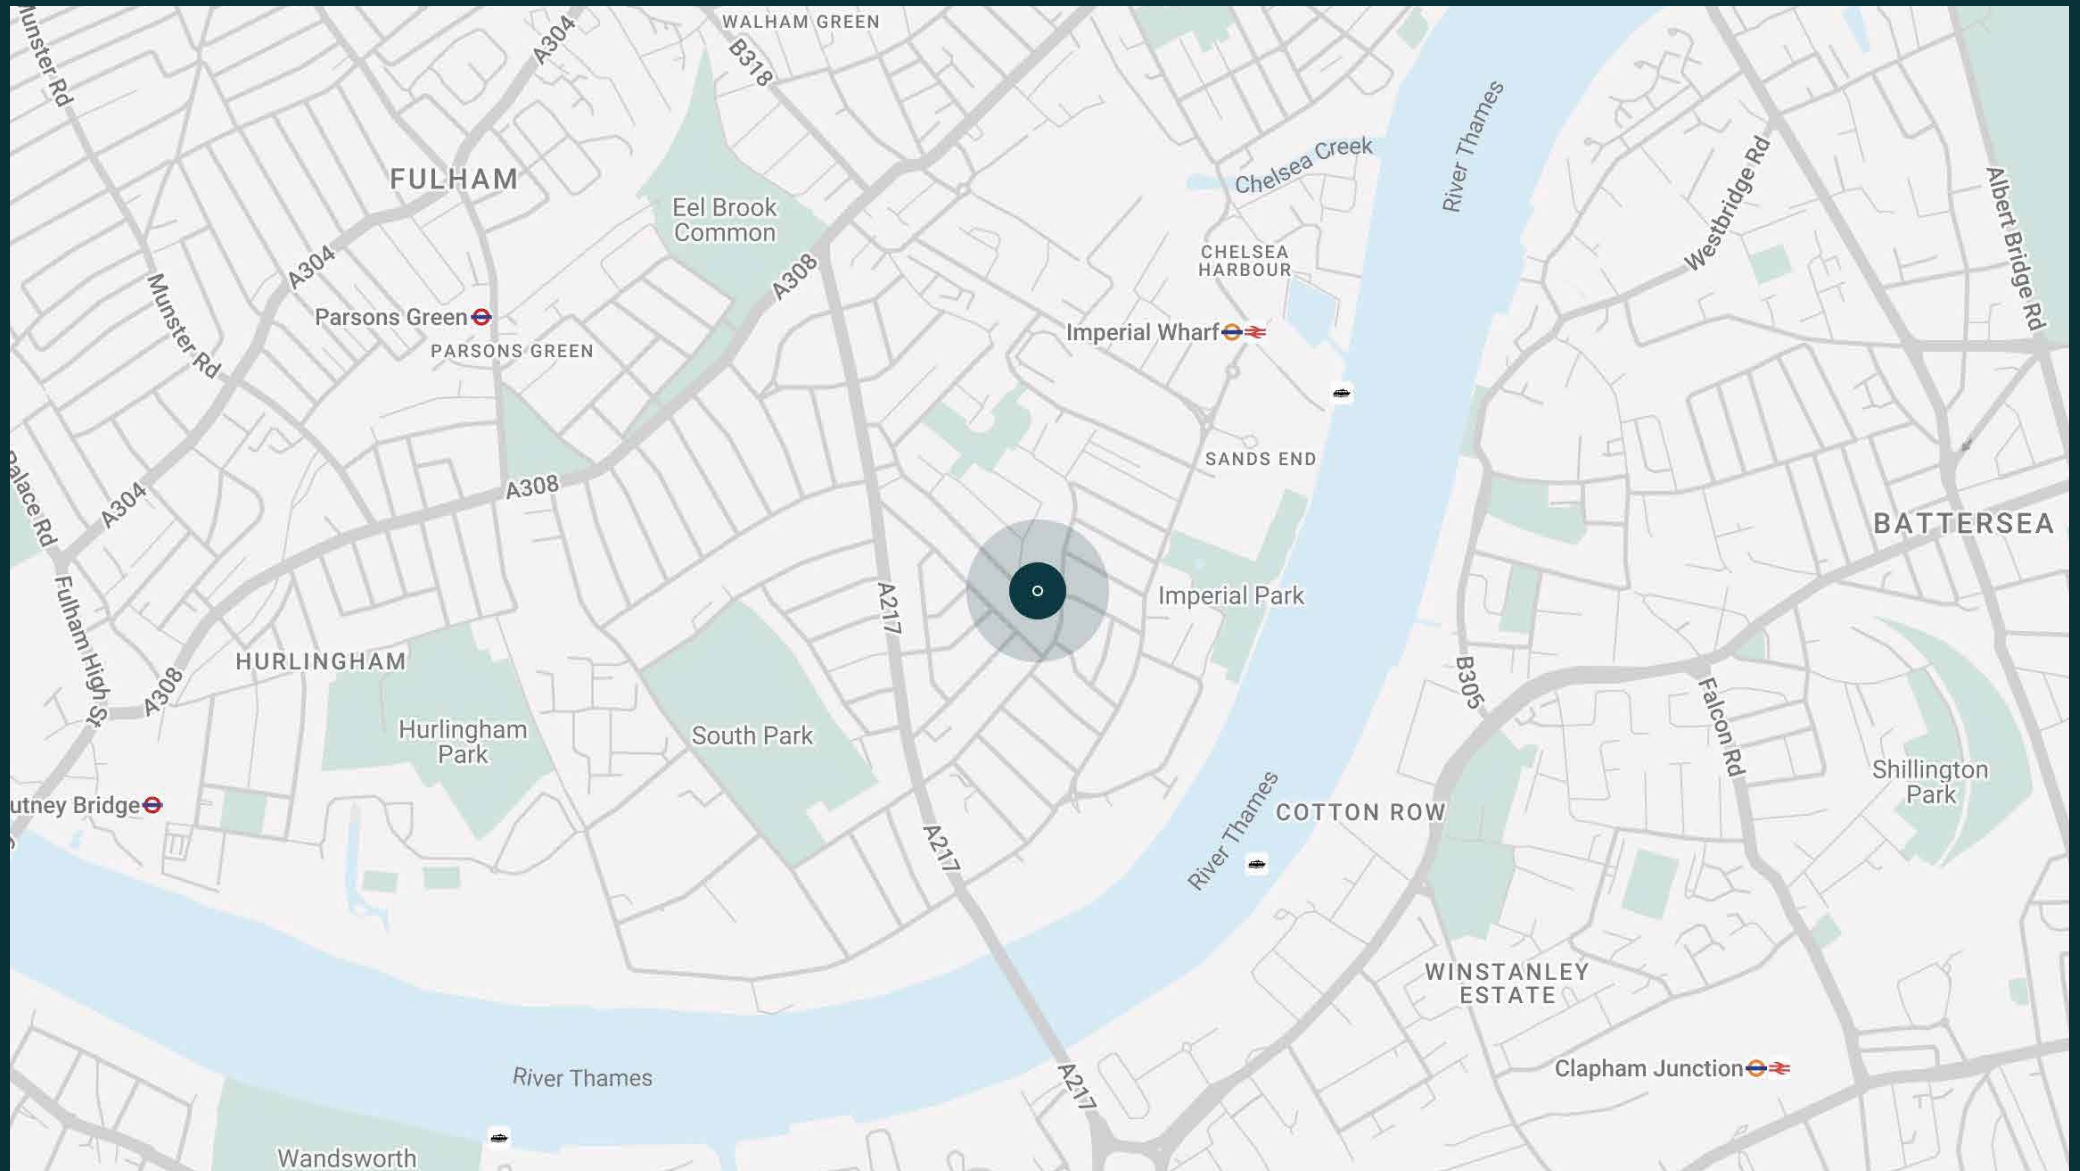 WALHAM GREEN
A304
B318
Munster Rd
River Thames
Chelsea Creek
Westbridge Rd
FULHAM
Eel Brook
Common
Albert Bridge Rd
A304
A308
CHELSEA
HARBOUR
Munster Rd
Parsons Green
Imperial Wharf
PARSONS GREEN
SANDS END
A308
A304
Palace Rd
BATTERSEA
Imperial Park
A217
Fulham High St
HURLINGHAM
A308
B305
Hurlingham
Park
South Park
Falcon Rd
Shillington
Park
utney Bridge
COTTON ROW
River Thames
A217
WINSTANLEY
ESTATE
Clapham Junction
River Thames
A217
Wandsworth